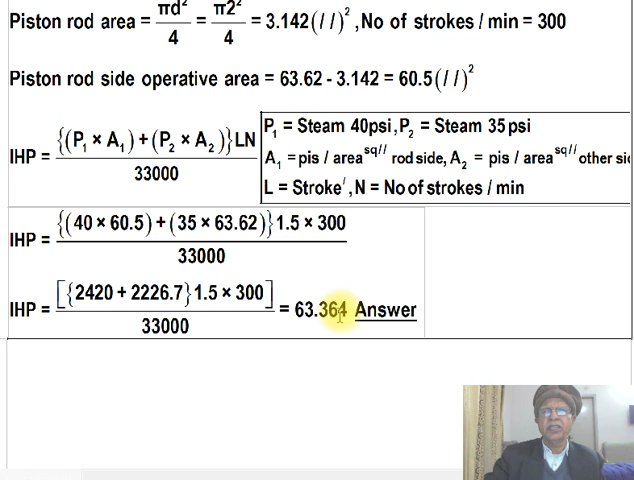 Piston rod area = πd²/4 = π2²/4 = 3.142(//)², No of strokes / min = 300
Piston rod side operative area = 63.62 - 3.142 = 60.5(//)²
IHP = {(P₁ × A₁) + (P₂ × A₂)}LN / 33000
P₁ = Steam 40psi, P₂ = Steam 35psi
A₁ = pis / area sq// rod side, A₂ = pis / area sq// other
L = Stroke/, N = No of strokes / min
IHP = {(40 × 60.5) + (35 × 63.62)}1.5 × 300 / 33000
IHP = [{2420 + 2226.7}1.5 × 300] / 33000 = 63.364 Answer